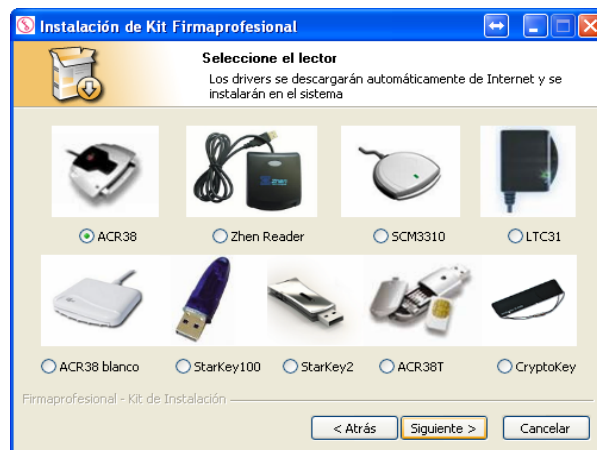 Instalación de Kit Firmaprofesional
Seleccione el lector
Los drivers se descargarán automáticamente de Internet y se
instalarán en el sistema
ACR38
Zhen Reader
SCM3310
LTC31
ACR38 blanco
StarKey100
StarKey2
ACR38T
CryptoKey
Firmaprofesional - Kit de Instalación
< Atrás
Siguiente >
Cancelar